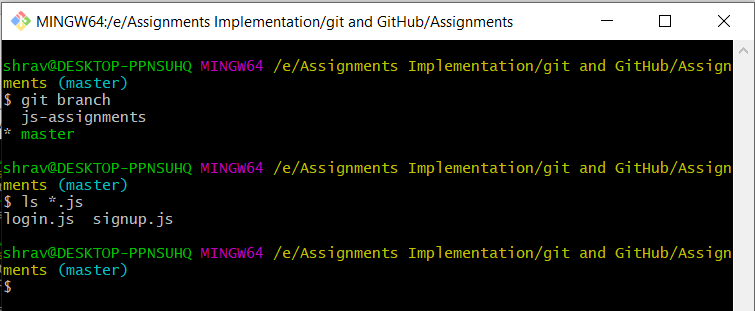 MINGW64:/e/Assignments Implementation/git and GitHub/Assignments
shrav@DESKTOP-PPNSUHQ MINGW64 /e/Assignments Implementation/git and GitHub/Assign
ments (master)
$ git branch
  js-assignments
* master
shrav@DESKTOP-PPNSUHQ MINGW64 /e/Assignments Implementation/git and GitHub/Assign
ments (master)
$ ls *.js
login.js  signup.js
shrav@DESKTOP-PPNSUHQ MINGW64 /e/Assignments Implementation/git and GitHub/Assign
ments (master)
$